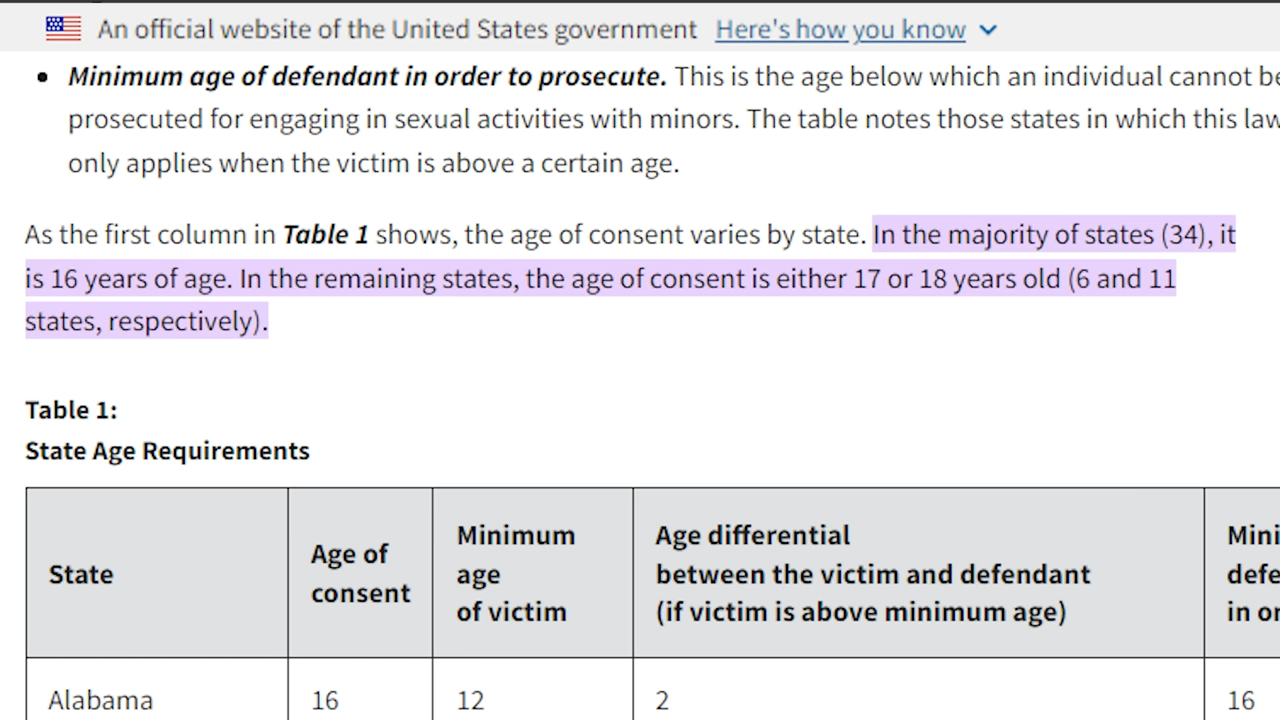 An official website of the United States government Here's how you know
• Minimum age of defendant in order to prosecute. This is the age below which an individual cannot be
prosecuted for engaging in sexual activities with minors. The table notes those states in which this law
only applies when the victim is above a certain age.
As the first column in Table 1 shows, the age of consent varies by state. In the majority of states (34), it
is 16 years of age. In the remaining states, the age of consent is either 17 or 18 years old (6 and 11
states, respectively).
Table 1:
State Age Requirements
State
Age of
consent
Minimum
age
of victim
Age differential
between the victim and defendant
(if victim is above minimum age)
Mini
defe
in o
Alabama 16 12 2 16